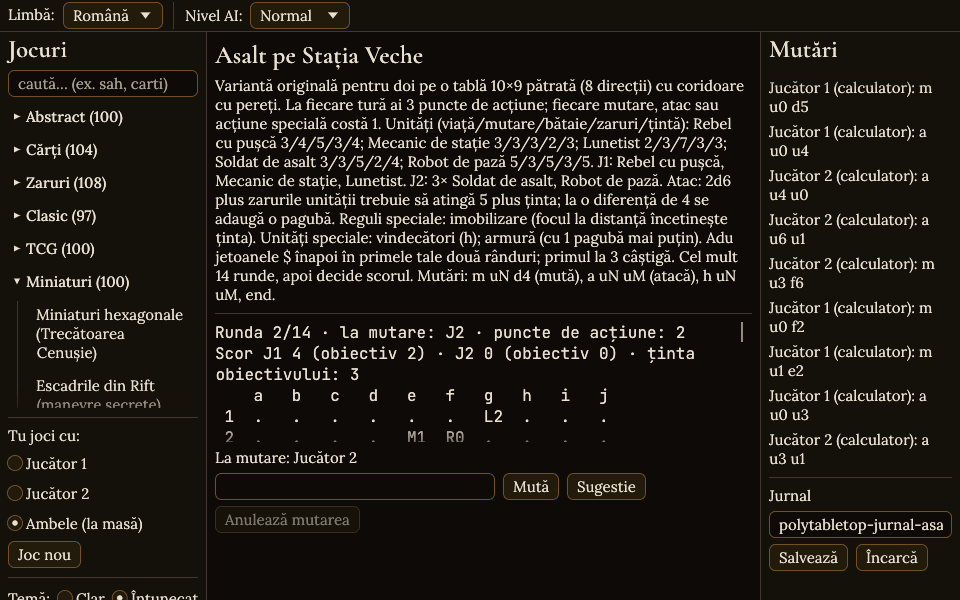 Limbă: Română ▼ Nivel AI: Normal ▼
Jocuri
caută... (ex. sah, carti)
▸ Abstract (100)
▸ Cărți (104)
▸ Zaruri (108)
▸ Clasic (97)
▸ TCG (100)
▾ Miniaturi (100)
Miniaturi hexagonale
(Trecătoarea
Cenușie)
Escadrile din Rift
(manevre secrete)
Tu joci cu:
Jucător 1
Jucător 2
Ambele (la masă)
Joc nou
Temă: Clar Întunecat
Asalt pe Stația Veche
Variantă originală pentru doi pe o tablă 10×9 pătrată (8 direcții) cu coridoare
cu pereți. La fiecare tură ai 3 puncte de acțiune; fiecare mutare, atac sau
acțiune specială costă 1. Unități (viață/mutare/bătaie/zaruri/țintă): Rebel
cu pușcă 3/4/5/3/4; Mecanic de stație 3/3/3/2/3; Lunetist 2/3/7/3/3;
Soldat de asalt 3/3/5/2/4; Robot de pază 5/3/5/3/5. J1: Rebel cu pușcă,
Mecanic de stație, Lunetist. J2: 3× Soldat de asalt, Robot de pază. Atac: 2d6
plus zarurile unității trebuie să atingă 5 plus ținta; la o diferență de 4 se
adaugă o pagubă. Reguli speciale: imobilizare (focul la distanță încetinește
ținta). Unități speciale: vindecători (h); armură (cu 1 pagubă mai puțin). Adu
jetoanele $ înapoi în primele tale două rânduri; primul la 3 câștigă. Cel mult
14 runde, apoi decide scorul. Mutări: m uN d4 (mută), a uN uM (atacă), h uN
uM, end.
Runda 2/14 · la mutare: J2 · puncte de acțiune: 2
Scor J1 4 (obiectiv 2) · J2 0 (obiectiv 0) · ținta
obiectivului: 3
a b c d e f g h i j
1 . . . . . . L2 . . .
2 . . . . M1 R0 . . . .
La mutare: Jucător 2
Mută Sugestie
Anulează mutarea
Mutări
Jucător 1 (calculator): m
u0 d5
Jucător 1 (calculator): a
u0 u4
Jucător 2 (calculator): a
u4 u0
Jucător 2 (calculator): a
u6 u1
Jucător 2 (calculator): m
u3 f6
Jucător 1 (calculator): m
u0 f2
Jucător 1 (calculator): m
u1 e2
Jucător 1 (calculator): a
u0 u3
Jucător 2 (calculator): a
u3 u1
Jurnal
polytabletop-jurnal-asa
Salvează Încarcă